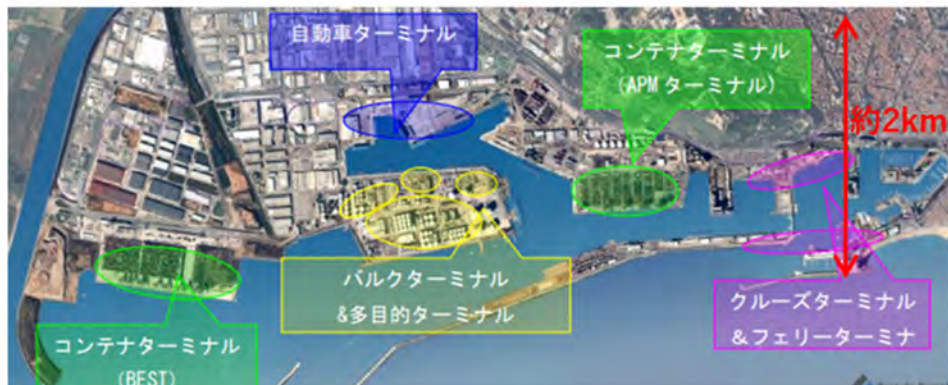 自動車ターミナル
コンテナターミナル
(APMターミナル)
約2km
バルクターミナル
&多目的ターミナル
クルーズターミナル
&フェリーターミナ
コンテナターミナル
(BEST)